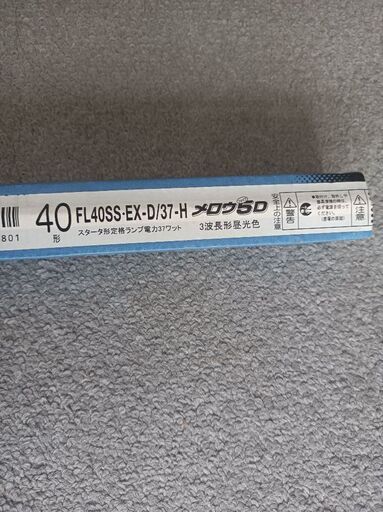 801
40形
FL40SS・EX-D/37-H
スタータ形定格ランプ電力37ワット
メロウ5D
3波長形昼光色
安全上の注意
警告
注意